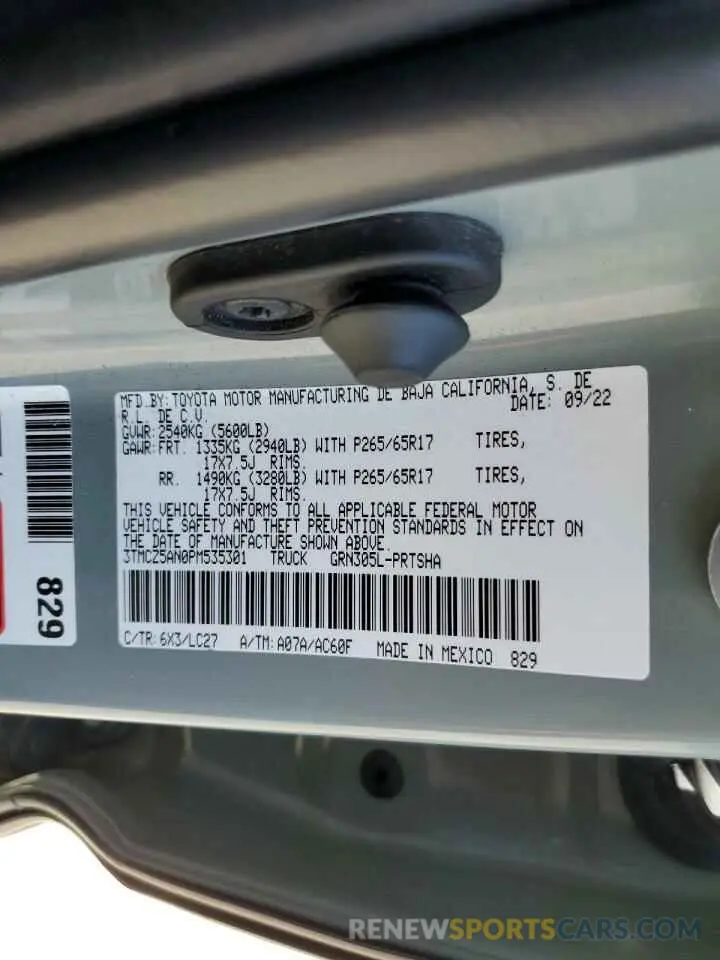 MFD.BY:TOYOTA MOTOR MANUFACTURING DE BAJA CALIFORNIA, S. DE
R.L. DE C.V. DATE: 09/22
GVWR:2540KG (5600LB)
GAWR:FRT. 1335KG (2940LB) WITH P265/65R17 TIRES,
17X7.5J RIMS.
RR. 1490KG (3280LB) WITH P265/65R17 TIRES,
17X7.5J RIMS.
THIS VEHICLE CONFORMS TO ALL APPLICABLE FEDERAL MOTOR
VEHICLE SAFETY AND THEFT PREVENTION STANDARDS IN EFFECT ON
THE DATE OF MANUFACTURE SHOWN ABOVE.
3TMCZ5AN0PM535301 TRUCK GRN305L-PRTSHA
C/TR:6X3/LC27 A/TM:A07A/AC60F MADE IN MEXICO 829
829
RENEWSPORTSCARS.COM